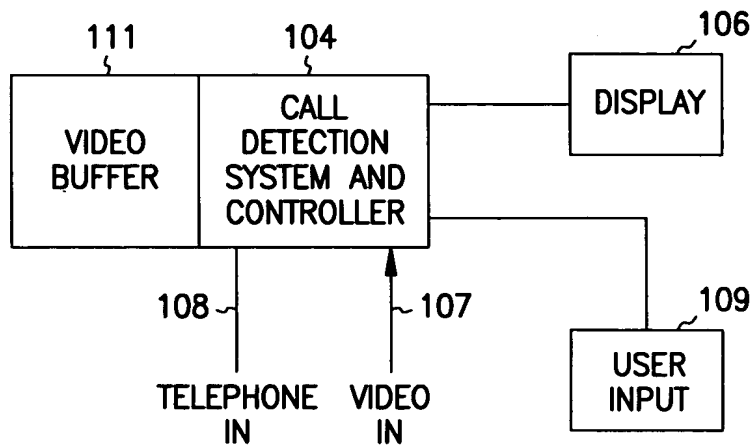 111
104
106
VIDEO
BUFFER
CALL
DETECTION
SYSTEM AND
CONTROLLER
DISPLAY
108
107
109
TELEPHONE
IN
VIDEO
IN
USER
INPUT